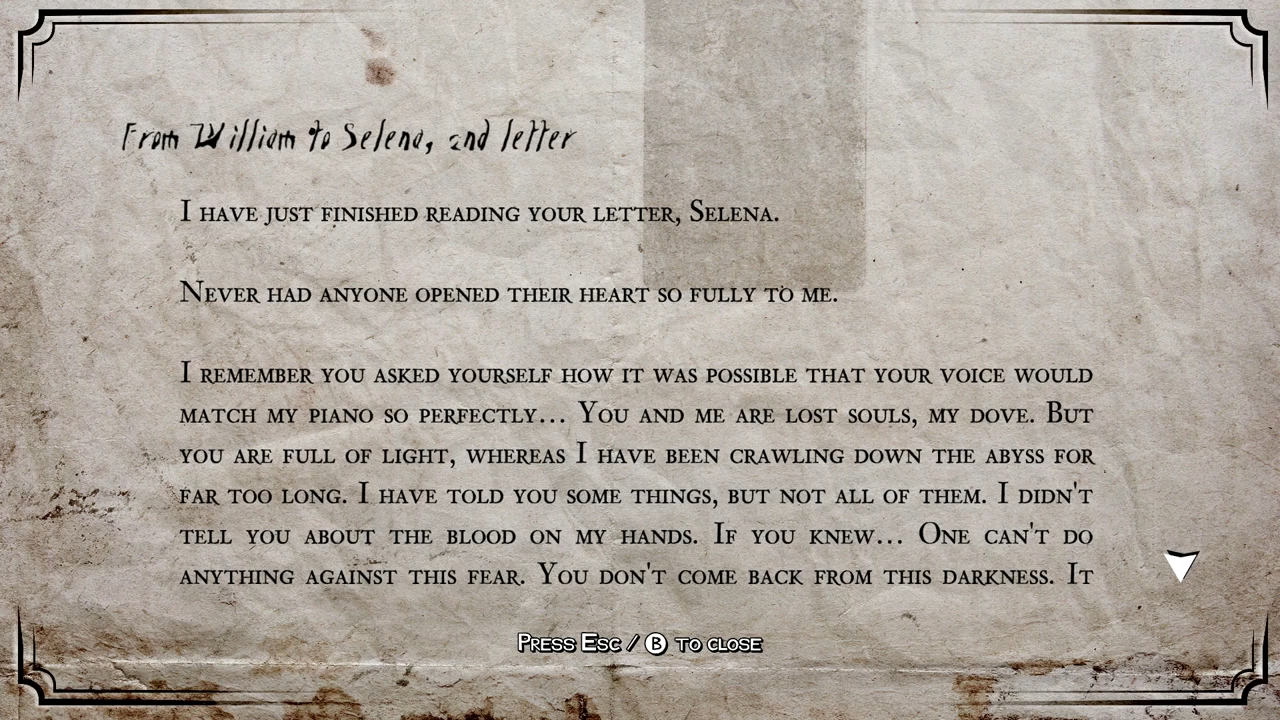 From William to Selena, 2nd letter
I have just finished reading your letter, Selena.
Never had anyone opened their heart so fully to me.
I remember you asked yourself how it was possible that your voice would
match my piano so perfectly... You and me are lost souls, my dove. But
you are full of light, whereas I have been crawling down the abyss for
far too long. I have told you some things, but not all of them. I didn't
tell you about the blood on my hands. If you knew... One can't do
anything against this fear. You don't come back from this darkness. It
Press Esc / B to close